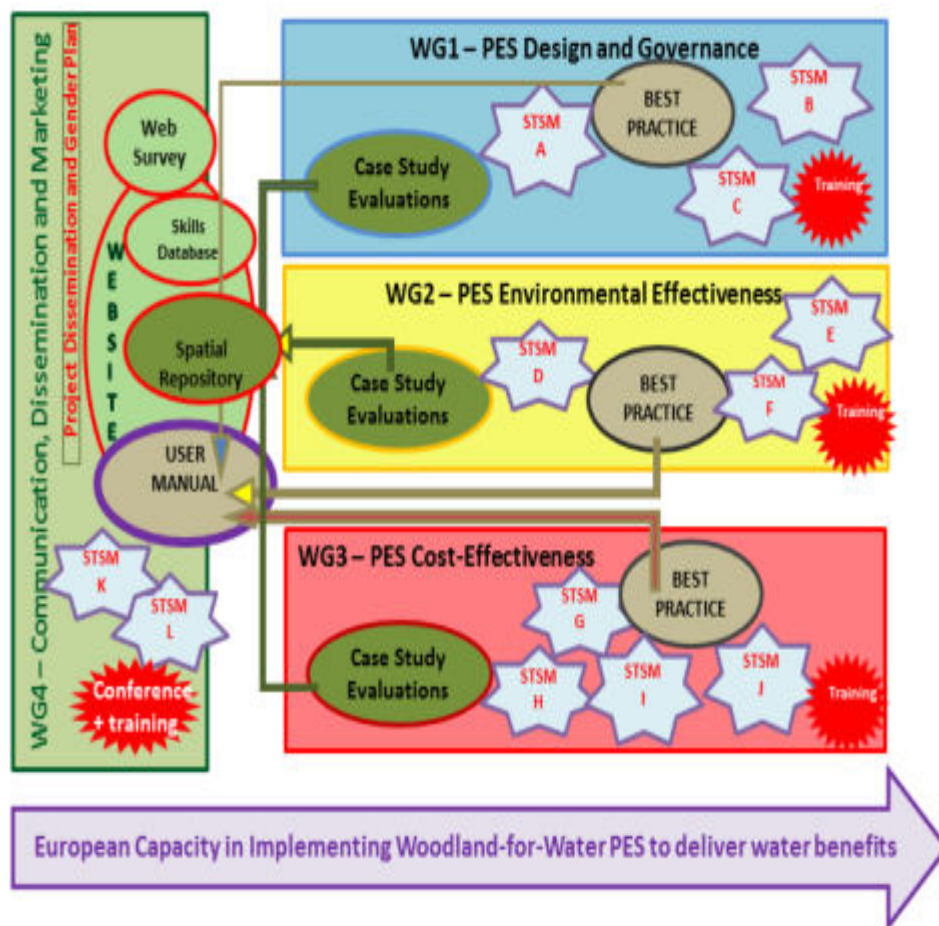 WG4 – Communication, Dissemination and Marketing
Project Dissemination and Gender Plan
Web
Survey
Skills
Database
WEBSITE
Spatial
Repository
USER
MANUAL
STSM
K
STSM
L
Conference
+ training
WG1 – PES Design and Governance
Case Study
Evaluations
STSM
A
BEST
PRACTICE
STSM
B
STSM
C
Training
WG2 – PES Environmental Effectiveness
Case Study
Evaluations
STSM
D
BEST
PRACTICE
STSM
E
STSM
F
Training
WG3 – PES Cost-Effectiveness
Case Study
Evaluations
STSM
G
STSM
H
STSM
I
BEST
PRACTICE
STSM
J
Training
European Capacity in Implementing Woodland-for-Water PES to deliver water benefits